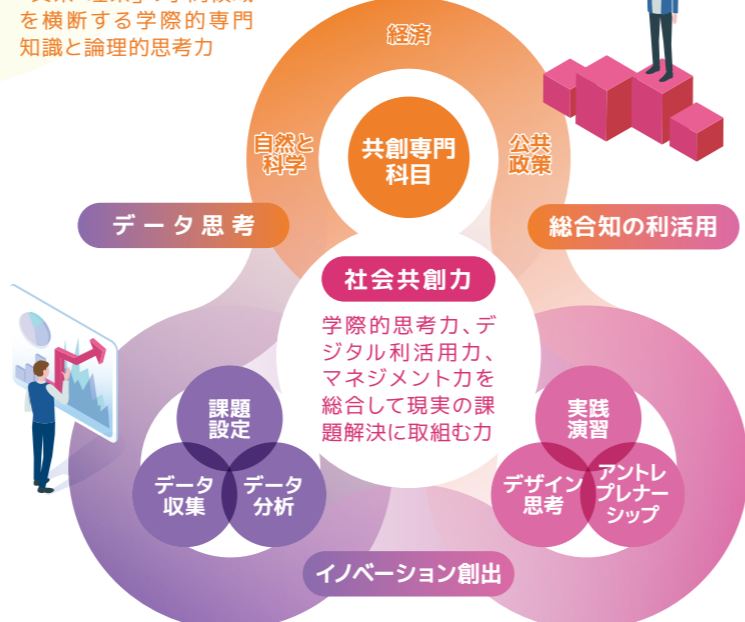 を横断する学際的専門
知識と論理的思考力
経済
自然と
科学
共創専門
科目
公共
政策
データ思考
総合知の利活用
社会共創力
学際的思考力、デ
ジタル利活用力、
マネジメント力を
総合して現実の課
題解決に取組む力
課題
設定
データ
収集
データ
分析
実践
演習
デザイン
思考
アントレ
プレナー
シップ
イノベーション創出